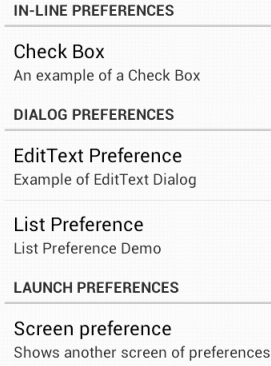 IN-LINE PREFERENCES
Check Box
An example of a Check Box
DIALOG PREFERENCES
EditText Preference
Example of EditText Dialog
List Preference
List Preference Demo
LAUNCH PREFERENCES
Screen preference
Shows another screen of preferences